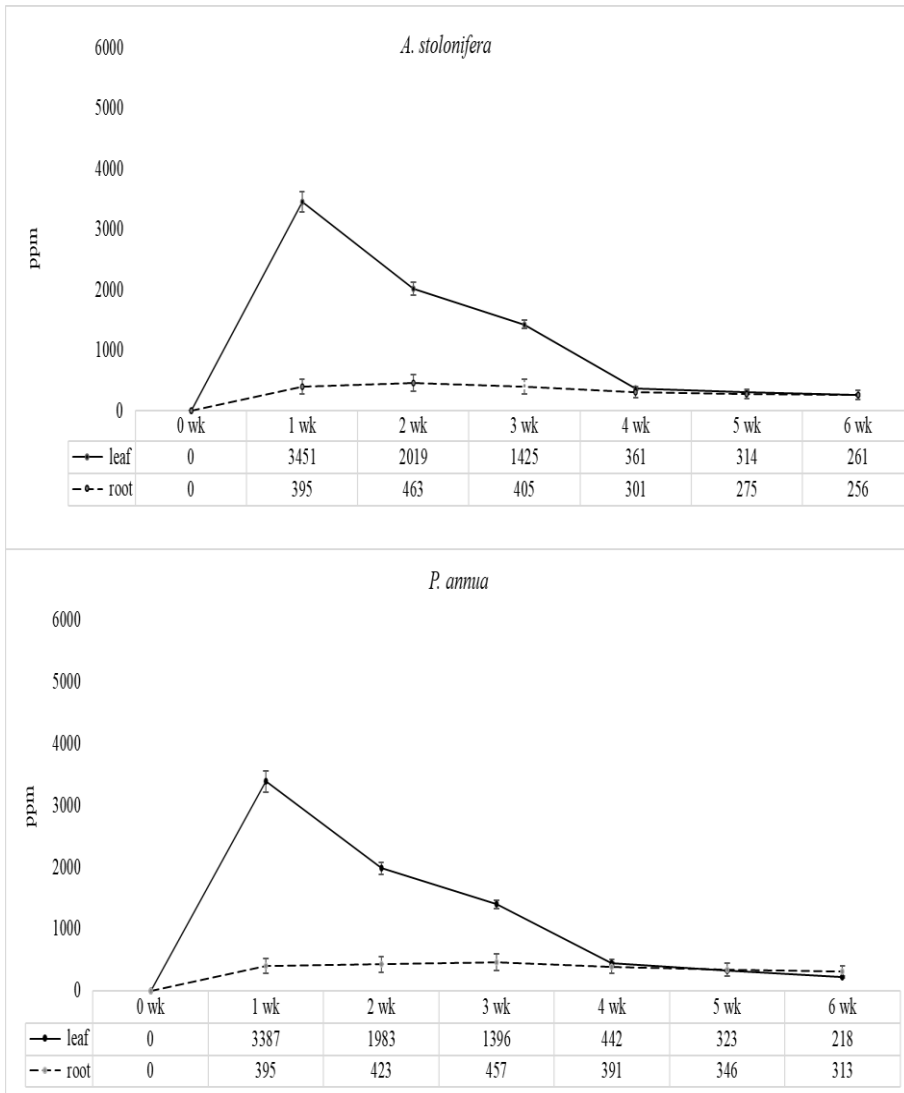 A. stolonifera
6000
5000
4000
3000
2000
1000
0
ppm
0 wk 1 wk 2 wk 3 wk 4 wk 5 wk 6 wk
leaf 0 3451 2019 1425 361 314 261
root 0 395 463 405 301 275 256
P. annua
6000
5000
4000
3000
2000
1000
0
ppm
0 wk 1 wk 2 wk 3 wk 4 wk 5 wk 6 wk
leaf 0 3387 1983 1396 442 323 218
root 0 395 423 457 391 346 313